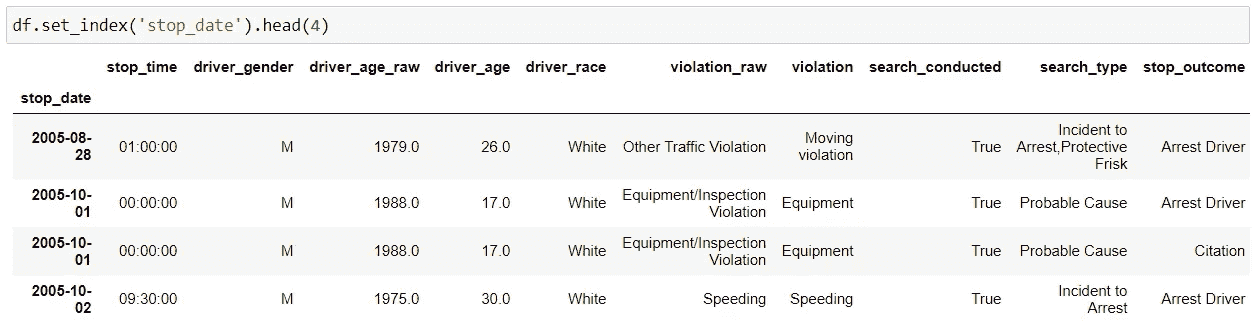 df.set_index('stop_date').head(4)
stop_time driver_gender driver_age_raw driver_age driver_race violation_raw violation search_conducted search_type stop_outcome
stop_date
2005-08-28 01:00:00 M 1979.0 26.0 White Other Traffic Violation Moving violation True Incident to Arrest,Protective Frisk Arrest Driver
2005-10-01 00:00:00 M 1988.0 17.0 White Equipment/Inspection Violation Equipment True Probable Cause Arrest Driver
2005-10-01 00:00:00 M 1988.0 17.0 White Equipment/Inspection Violation Equipment True Probable Cause Citation
2005-10-02 09:30:00 M 1975.0 30.0 White Speeding Speeding True Incident to Arrest Arrest Driver